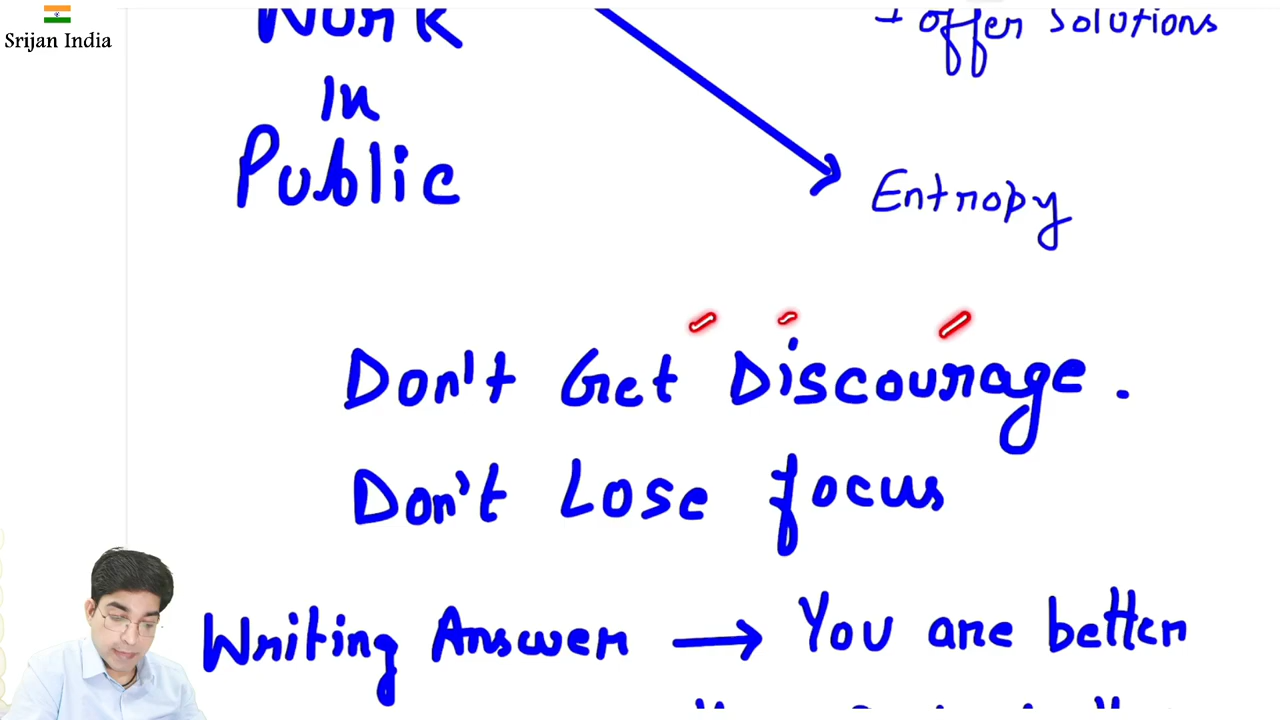 Srijan India
Work
In
Public
offer Solutions
Entropy
Don't Get Discourage.
Don't Lose focus
Writing Answer → You are better